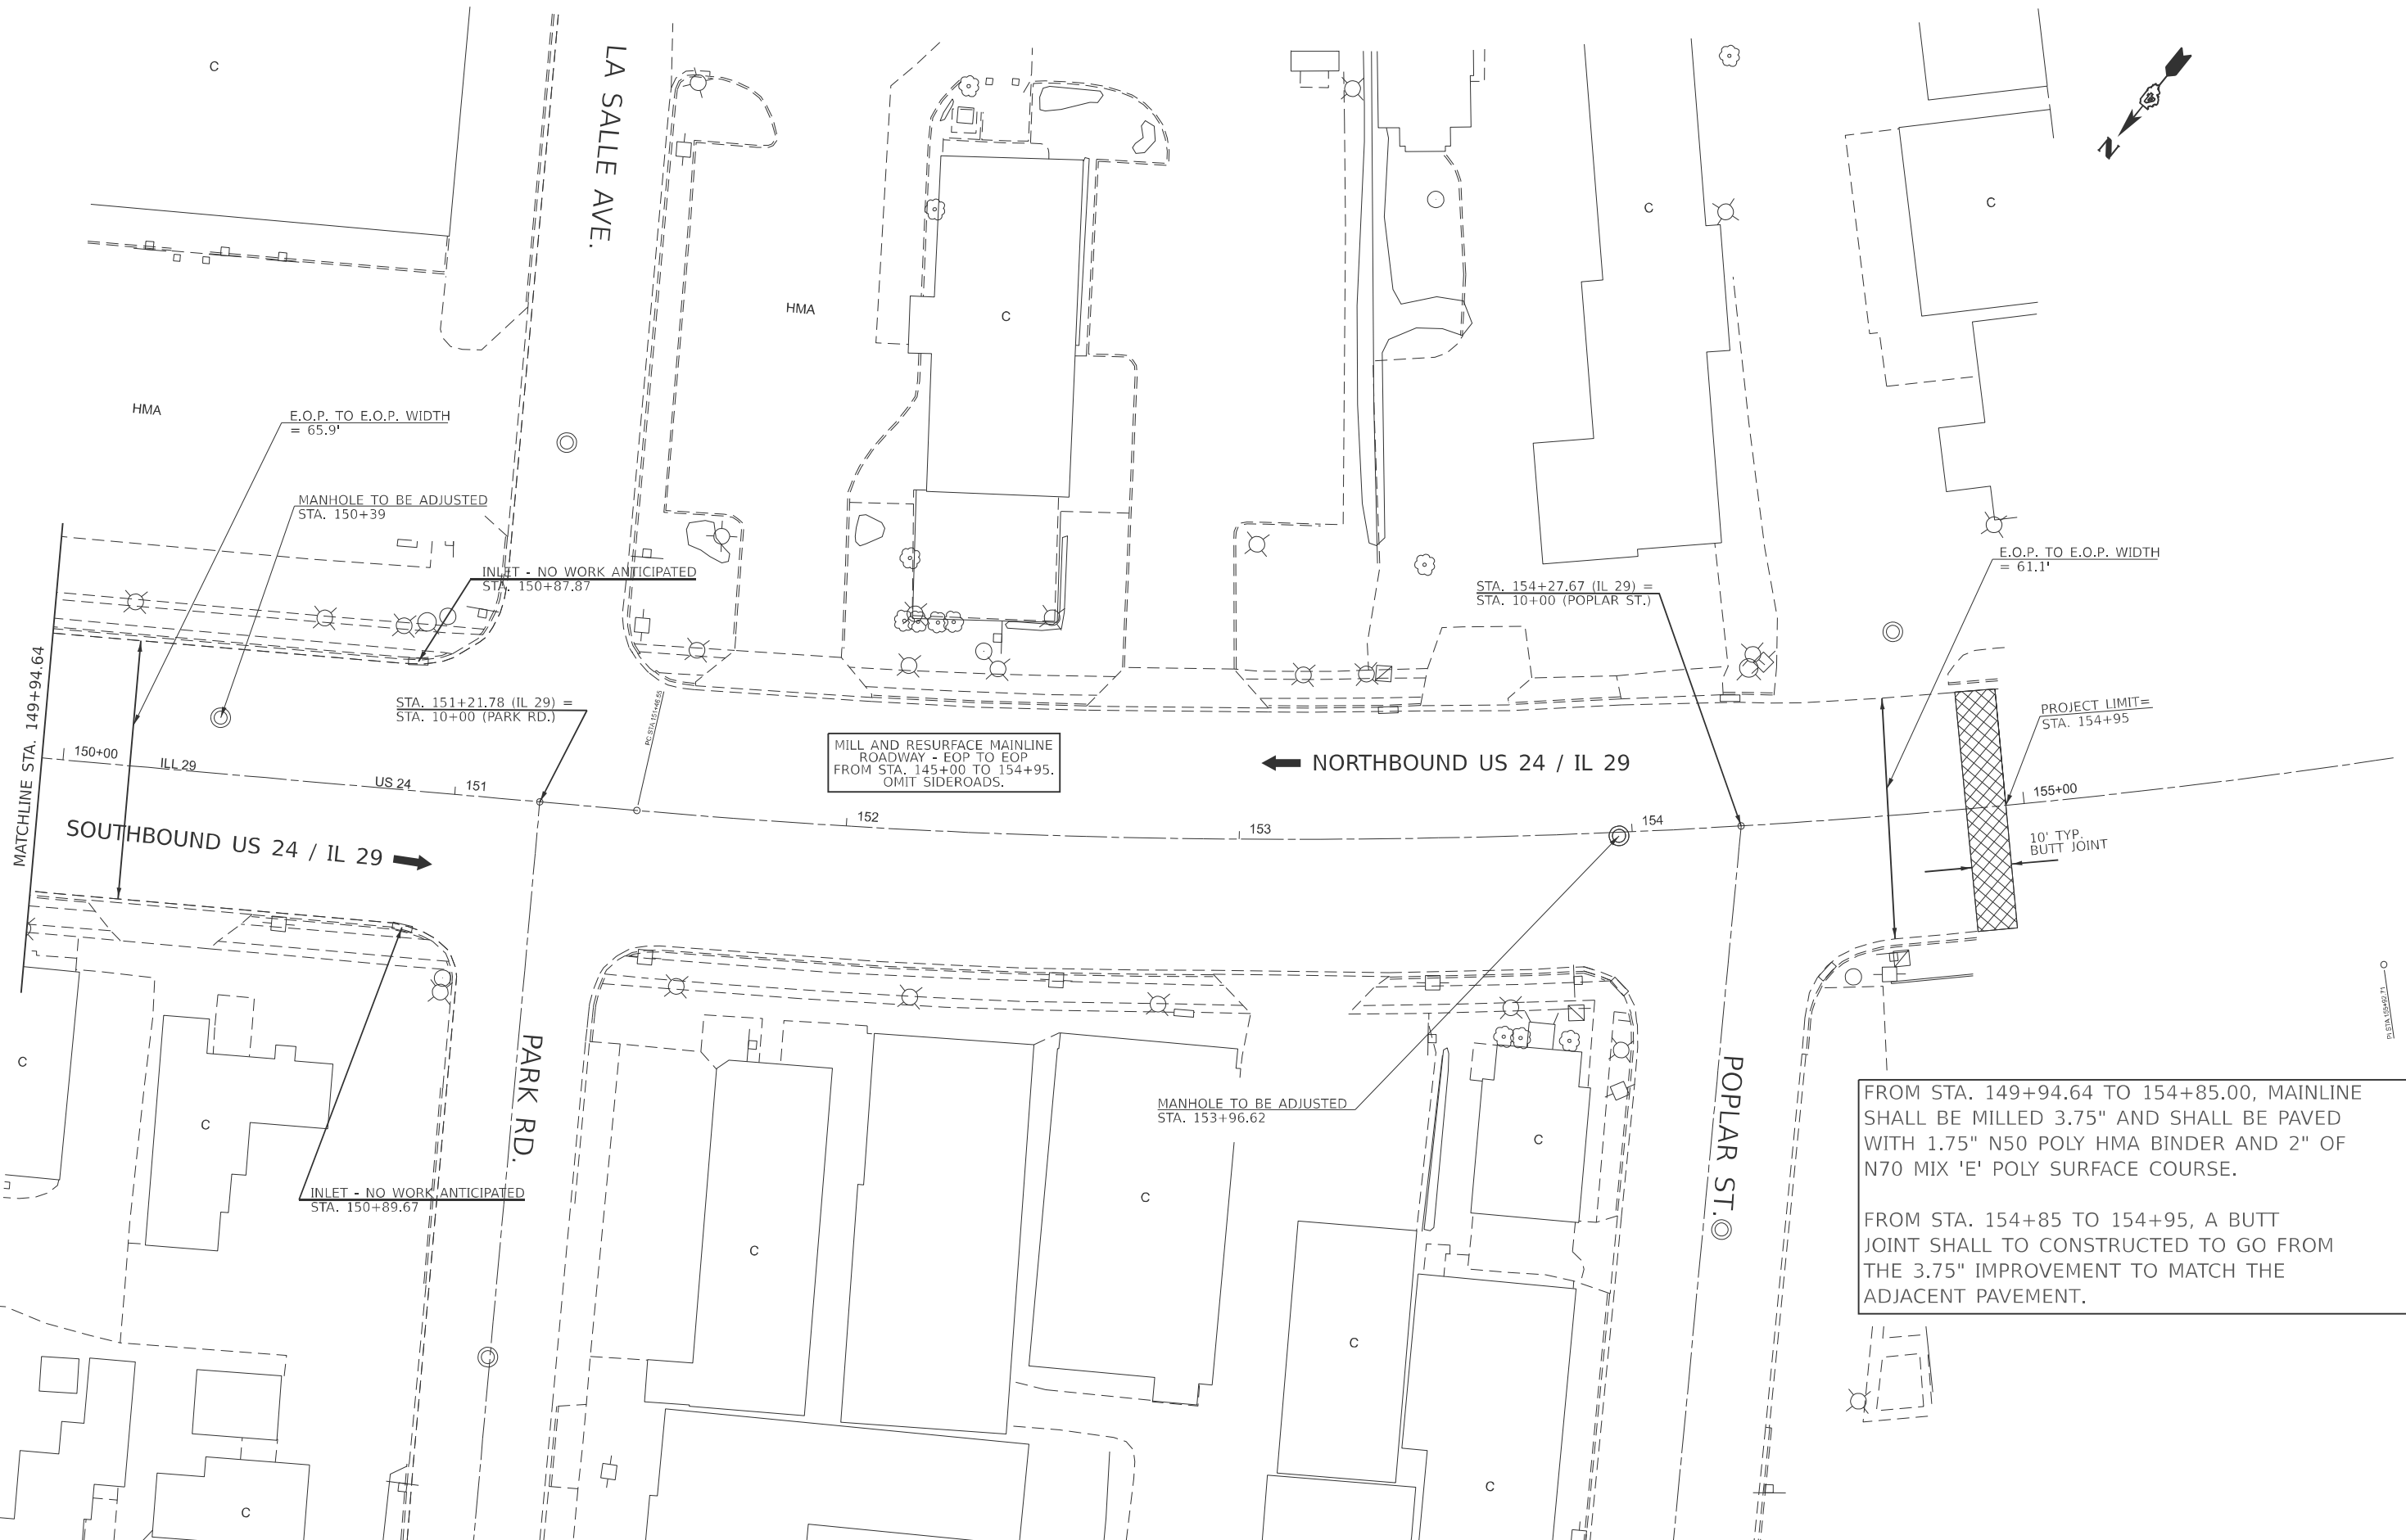 C
LA SALLE AVE.
N
C
C
HMA
C
HMA
E.O.P. TO E.O.P. WIDTH
= 65.9'
MANHOLE TO BE ADJUSTED
STA. 150+39
INLET - NO WORK ANTICIPATED
STA. 150+87.87
E.O.P. TO E.O.P. WIDTH
= 61.1'
STA. 154+27.67 (IL 29) =
STA. 10+00 (POPLAR ST.)
MATCHLINE STA. 149+94.64
STA. 151+21.78 (IL 29) =
STA. 10+00 (PARK RD.)
PROJECT LIMIT=
STA. 154+95
MILL AND RESURFACE MAINLINE
ROADWAY - EOP TO EOP
FROM STA. 145+00 TO 154+95.
OMIT SIDEROADS.
NORTHBOUND US 24 / IL 29
150+00
ILL 29
US 24
151
152
153
154
155+00
SOUTHBOUND US 24 / IL 29
10' TYP.
BUTT JOINT
C
PARK RD.
C
MANHOLE TO BE ADJUSTED
STA. 153+96.62
POPLAR ST.
C
INLET - NO WORK ANTICIPATED
STA. 150+89.67
C
C
C
C
C
FROM STA. 149+94.64 TO 154+85.00, MAINLINE
SHALL BE MILLED 3.75" AND SHALL BE PAVED
WITH 1.75" N50 POLY HMA BINDER AND 2" OF
N70 MIX 'E' POLY SURFACE COURSE.
FROM STA. 154+85 TO 154+95, A BUTT
JOINT SHALL TO CONSTRUCTED TO GO FROM
THE 3.75" IMPROVEMENT TO MATCH THE
ADJACENT PAVEMENT.